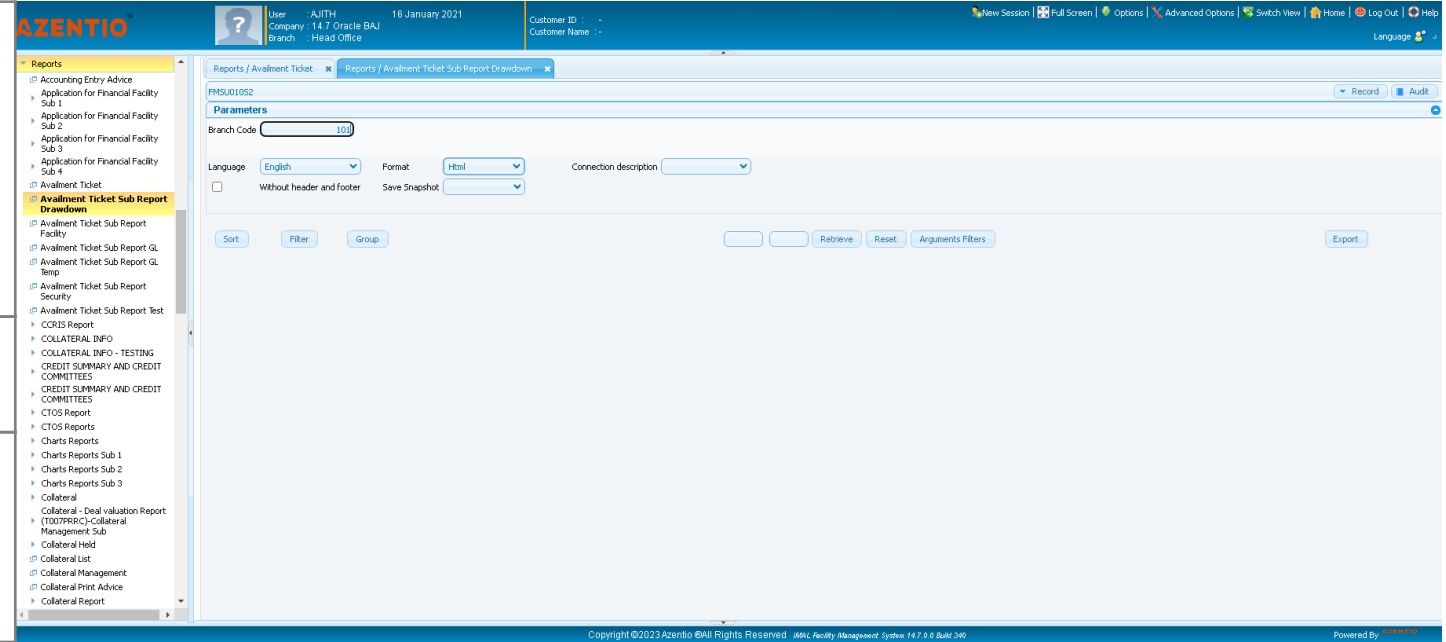 AZENTIO
User : AJITH 16 January 2021
Company : 14.7 Oracle BAJ
Branch : Head Office
Customer ID : -
Customer Name : -
New Session | Full Screen | Options | Advanced Options | Switch View | Home | Log Out | Help
Language
Reports
Accounting Entry Advice
Application for Financial Facility
Sub 1
Application for Financial Facility
Sub 2
Application for Financial Facility
Sub 3
Application for Financial Facility
Sub 4
Availment Ticket
Availment Ticket Sub Report
Drawdown
Availment Ticket Sub Report
Facility
Availment Ticket Sub Report GL
Availment Ticket Sub Report GL
Temp
Availment Ticket Sub Report
Security
Availment Ticket Sub Report Test
CCRIS Report
COLLATERAL INFO
COLLATERAL INFO - TESTING
CREDIT SUMMARY AND CREDIT
COMMITTEES
CREDIT SUMMARY AND CREDIT
COMMITTEES
CTOS Report
CTOS Reports
Charts Reports
Charts Reports Sub 1
Charts Reports Sub 2
Charts Reports Sub 3
Collateral
Collateral - Deal valuation Report
(T007PRRC)-Collateral
Management Sub
Collateral Held
Collateral List
Collateral Management
Collateral Print Advice
Collateral Report
Reports / Availment Ticket
Reports / Availment Ticket Sub Report Drawdown
FMSU010S2
Record Audit
Parameters
Branch Code 101
Language English Format Html Connection description
Without header and footer Save Snapshot
Sort Filter Group Retrieve Reset Arguments Filters Export
Copyright ©2023 Azentio ®All Rights Reserved iMAL Facility Management System 14.7.0.0 Build 340
Powered By AZENTIO